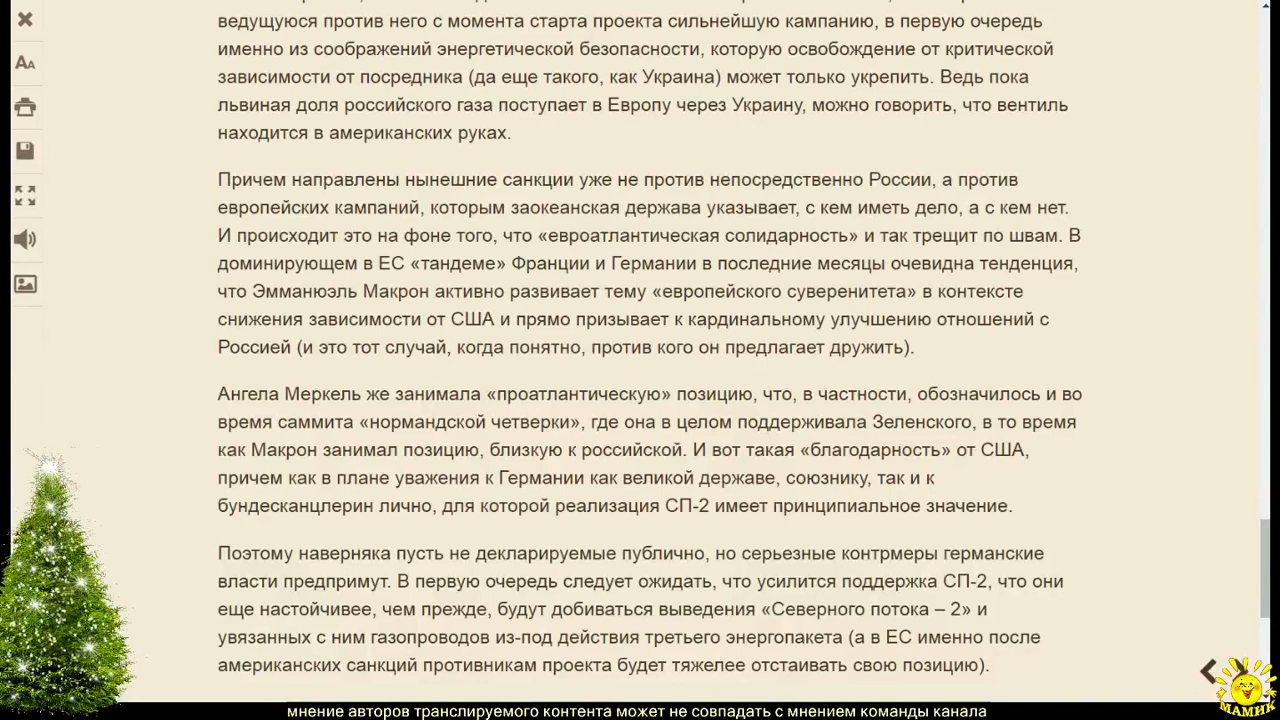 ведущуюся против него с момента старта проекта сильнейшую кампанию, в первую очередь
именно из соображений энергетической безопасности, которую освобождение от критической
зависимости от посредника (да еще такого, как Украина) может только укрепить. Ведь пока
львиная доля российского газа поступает в Европу через Украину, можно говорить, что вентиль
находится в американских руках.
Причем направлены нынешние санкции уже не против непосредственно России, а против
европейских кампаний, которым заокеанская держава указывает, с кем иметь дело, а с кем нет.
И происходит это на фоне того, что «евроатлантическая солидарность» и так трещит по швам. В
доминирующем в ЕС «тандеме» Франции и Германии в последние месяцы очевидна тенденция,
что Эмманюэль Макрон активно развивает тему «европейского суверенитета» в контексте
снижения зависимости от США и прямо призывает к кардинальному улучшению отношений с
Россией (и это тот случай, когда понятно, против кого он предлагает дружить).
Ангела Меркель же занимала «проатлантическую» позицию, что, в частности, обозначилось и во
время саммита «нормандской четверки», где она в целом поддерживала Зеленского, в то время
как Макрон занимал позицию, близкую к российской. И вот такая «благодарность» от США,
причем как в плане уважения к Германии как великой державе, союзнику, так и к
бундесканцлерин лично, для которой реализация СП-2 имеет принципиальное значение.
Поэтому наверняка пусть не декларируемые публично, но серьезные контрмеры германские
власти предпримут. В первую очередь следует ожидать, что усилится поддержка СП-2, что они
еще настойчивее, чем прежде, будут добиваться выведения «Северного потока – 2» и
увязанных с ним газопроводов из-под действия третьего энергопакета (а в ЕС именно после
американских санкций противникам проекта будет тяжелее отстаивать свою позицию).
МАМИК
мнение авторов транслируемого контента может не совпадать с мнением команды канала